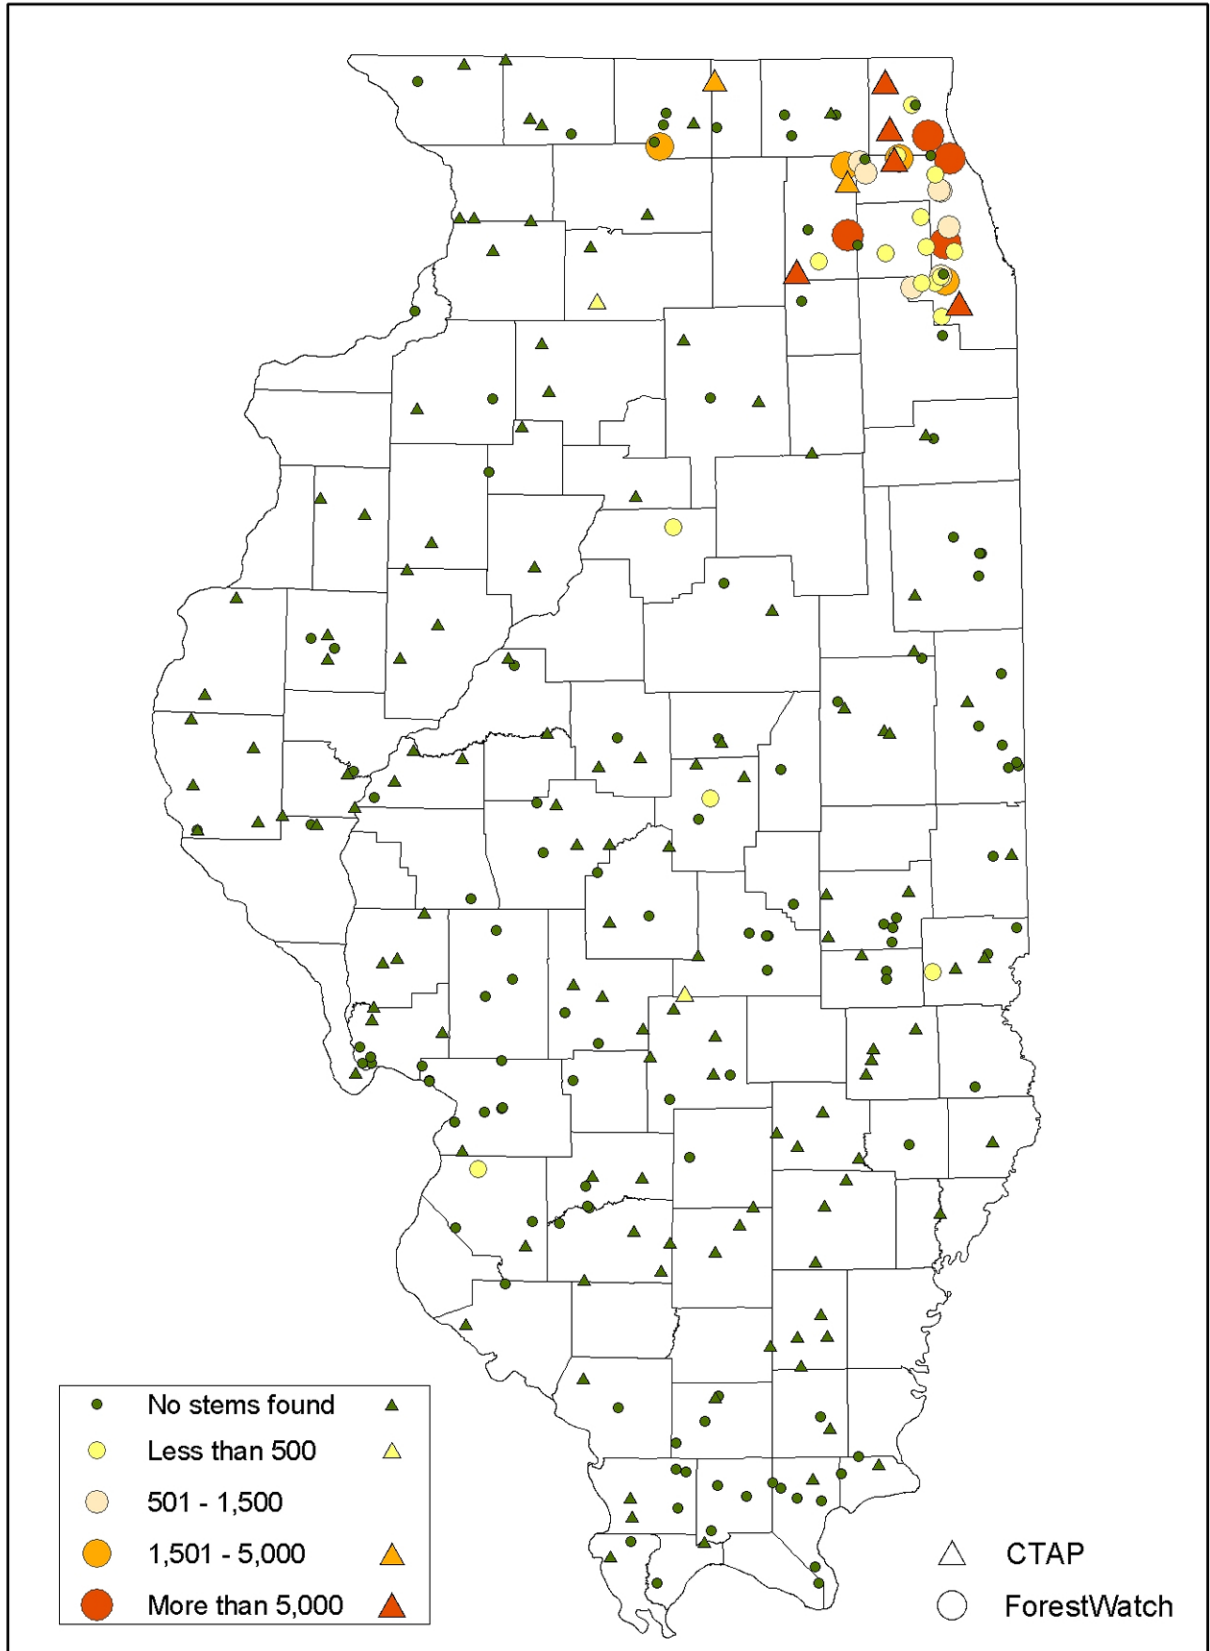 No stems found
Less than 500
501 - 1,500
1,501 - 5,000
More than 5,000
CTAP
ForestWatch